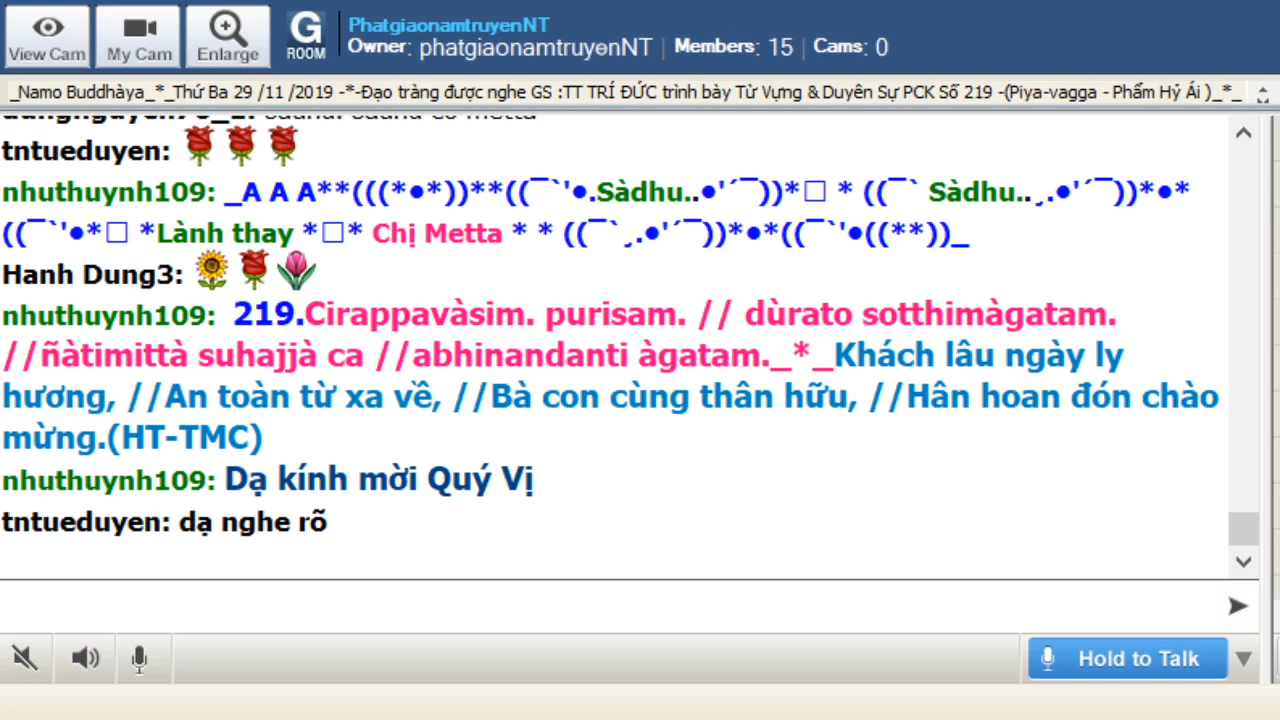 View Cam
My Cam
Enlarge
G
ROOM
PhatgiaonamtruyenNT
Owner: phatgiaonamtruyenNT | Members: 15 | Cams: 0
_Namo Buddhàya_*_Thứ Ba 29 /11 /2019 -*-Đạo tràng được nghe GS :TT TRÍ ĐỨC trình bày Từ Vựng & Duyên Sự PCK Số 219 -(Piya-vagga - Phẩm Hỷ Ái )_*_
tntueduyen:
nhuthuynh109: _A A A**(((*●*))**((¯`'●.Sàdhu..●'´¯))*□ * ((¯` Sàdhu..¸.●'´¯))*●*
((¯`'●*□ *Lành thay *□* Chị Metta * * ((¯`¸.●'´¯))*●*((¯`'●((**))_
Hanh Dung3:
nhuthuynh109: 219.Cirappavàsim. purisam. // dùrato sotthimàgatam.
//ñàtimittà suhajjà ca //abhinandanti àgatam._*_Khách lâu ngày ly
hương, //An toàn từ xa về, //Bà con cùng thân hữu, //Hân hoan đón chào
mừng.(HT-TMC)
nhuthuynh109: Dạ kính mời Quý Vị
tntueduyen: dạ nghe rõ
Hold to Talk